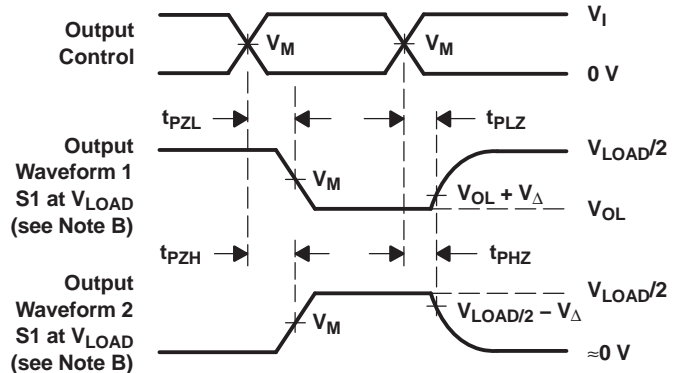 Output
Control
V_M
V_M
V_I
0 V
t_PZL
t_PLZ
Output
Waveform 1
S1 at V_LOAD
(see Note B)
V_M
V_OL + V_Δ
V_LOAD/2
V_OL
t_PZH
t_PHZ
Output
Waveform 2
S1 at V_LOAD
(see Note B)
V_M
V_LOAD/2 − V_Δ
V_LOAD/2
≈0 V